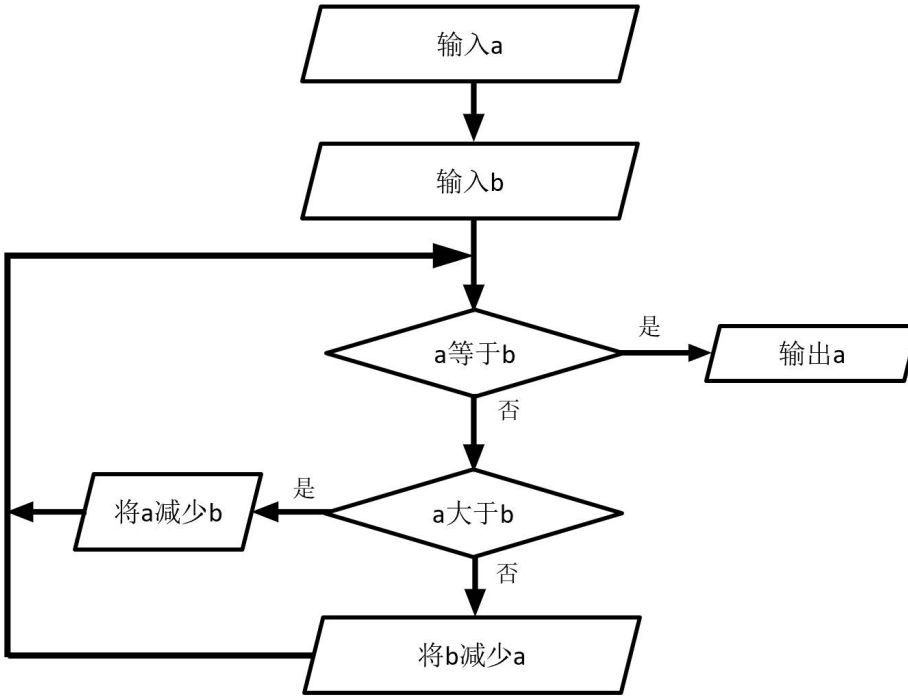 输入a
输入b
a等于b
是
输出a
否
a大于b
是
将a减少b
否
将b减少a